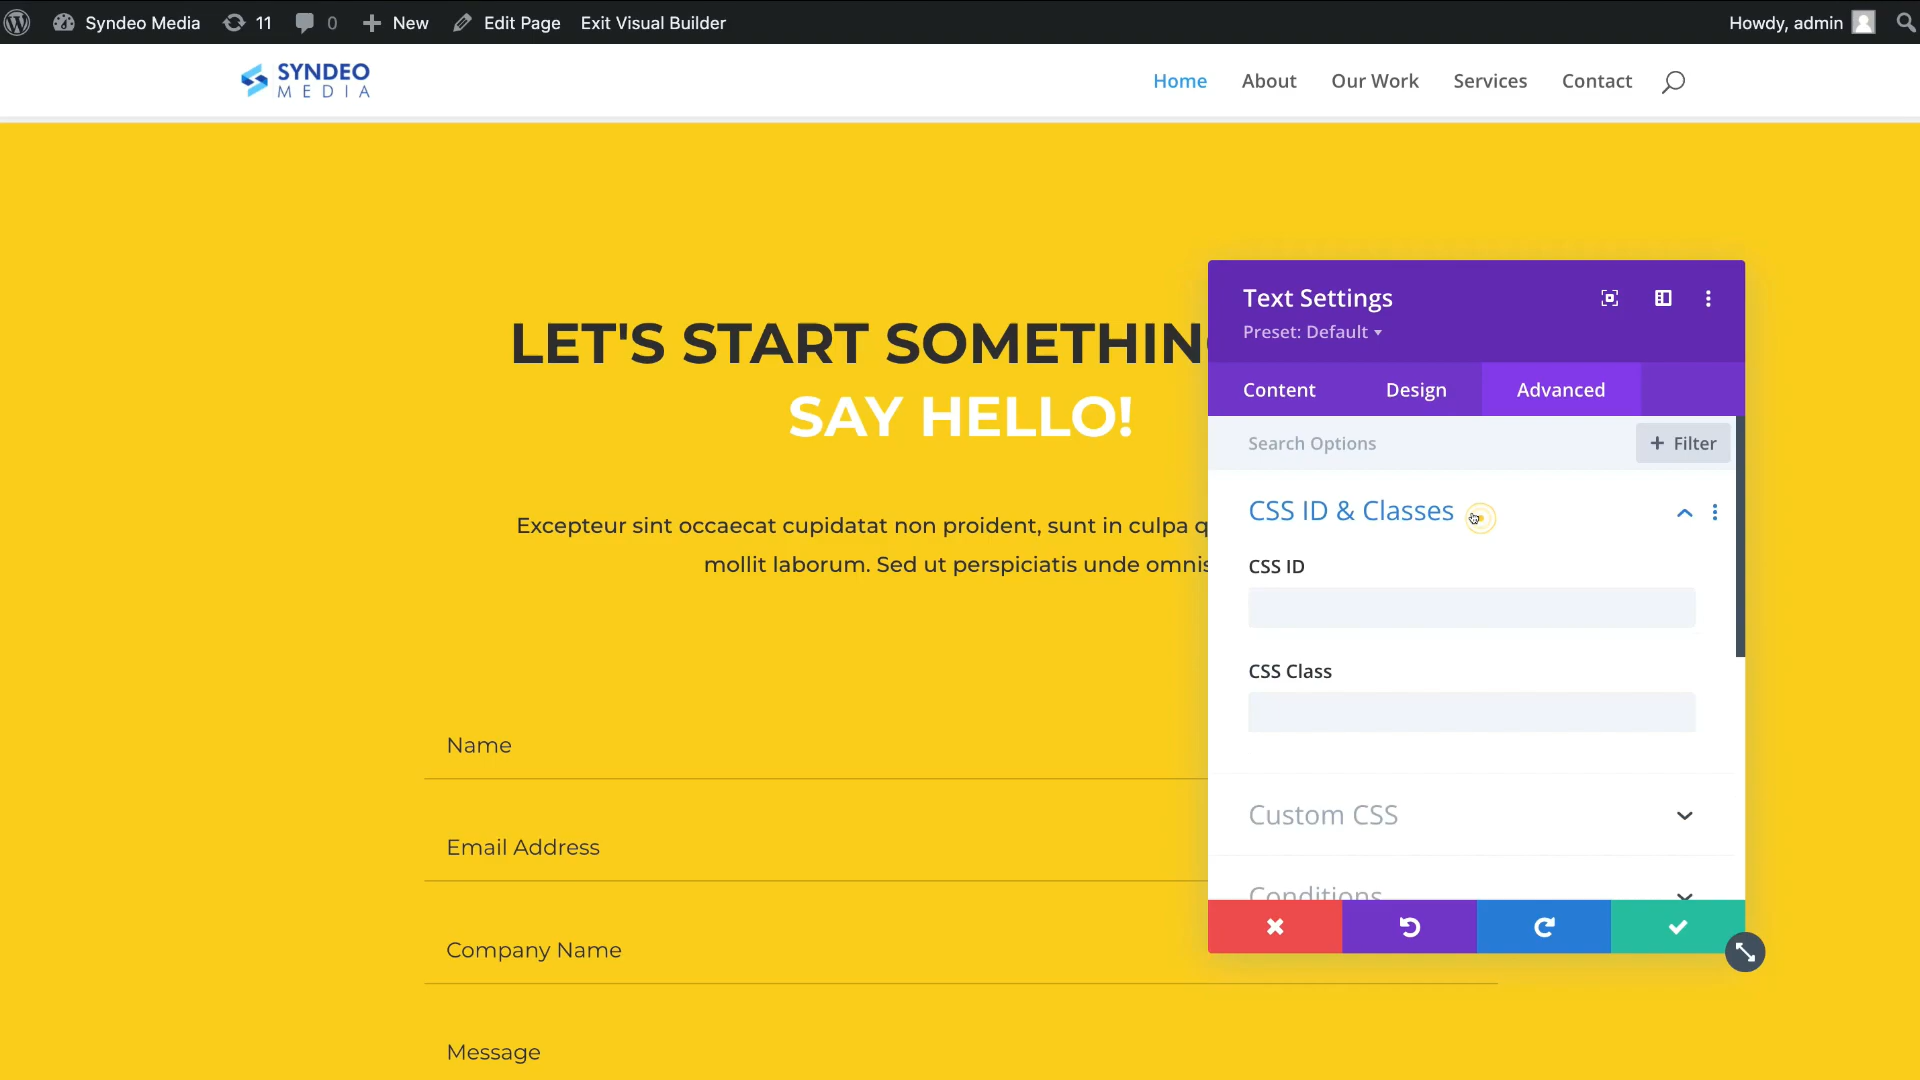 Syndeo Media 11 0 New Edit Page Exit Visual Builder Howdy, admin
SYNDEO
MEDIA
Home About Our Work Services Contact
LET'S START SOMETHING
SAY HELLO!
Excepteur sint occaecat cupidatat non proident, sunt in culpa q
mollit laborum. Sed ut perspiciatis unde omnis
Name
Email Address
Company Name
Message
Text Settings
Preset: Default
Content Design Advanced
Search Options + Filter
CSS ID & Classes
CSS ID
CSS Class
Custom CSS
Conditions